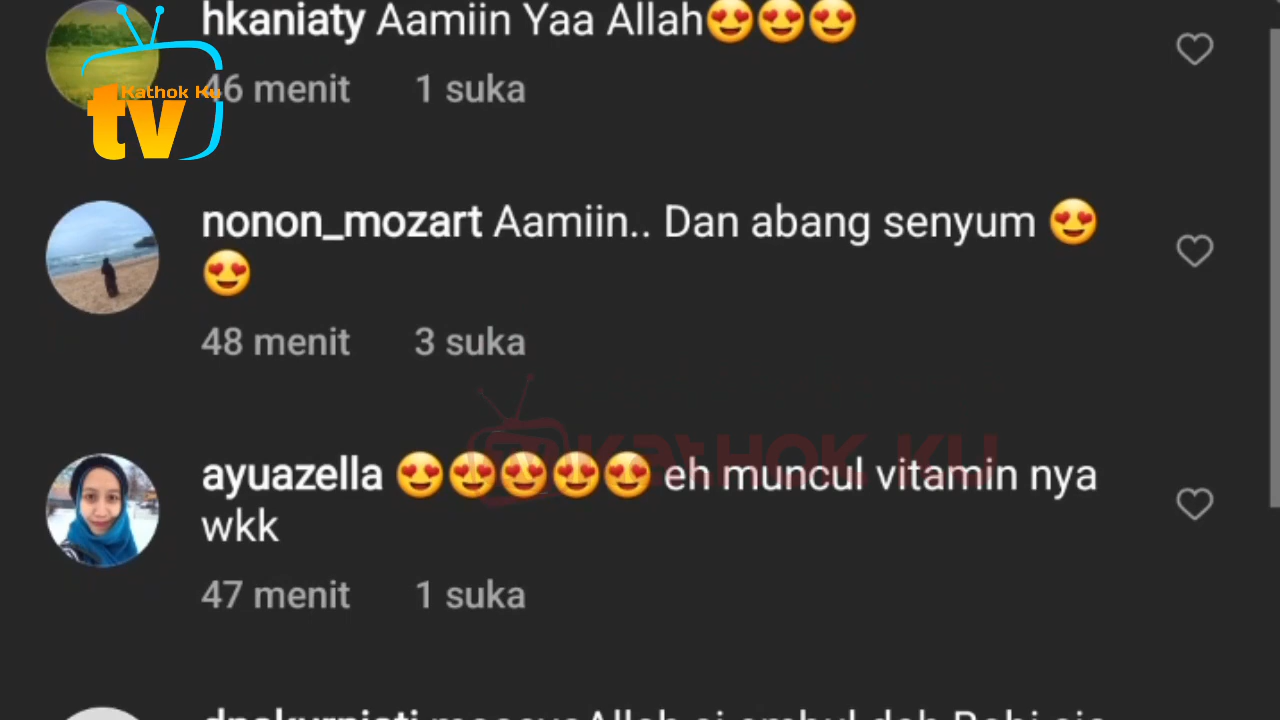 hkaniaty Aamiin Yaa Allah😍😍😍
46 menit 1 suka
Kathok Ku
tv
nonon_mozart Aamiin.. Dan abang senyum 😍
😍
48 menit 3 suka
KATHOK KU
ayuazella 😍😍😍😍😍 eh muncul vitamin nya
wkk
47 menit 1 suka